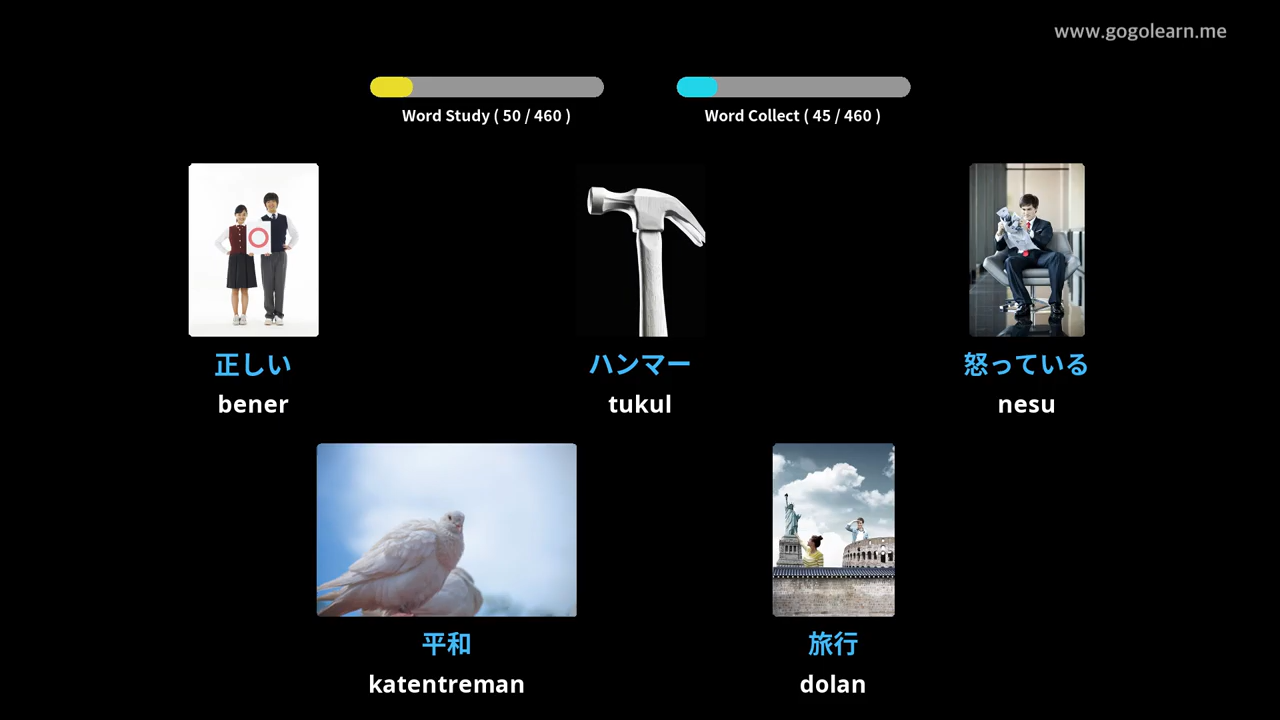 www.gogolearn.me
Word Study ( 50 / 460 )
Word Collect ( 45 / 460 )
正しい
bener
ハンマー
tukul
怒っている
nesu
平和
katentreman
旅行
dolan